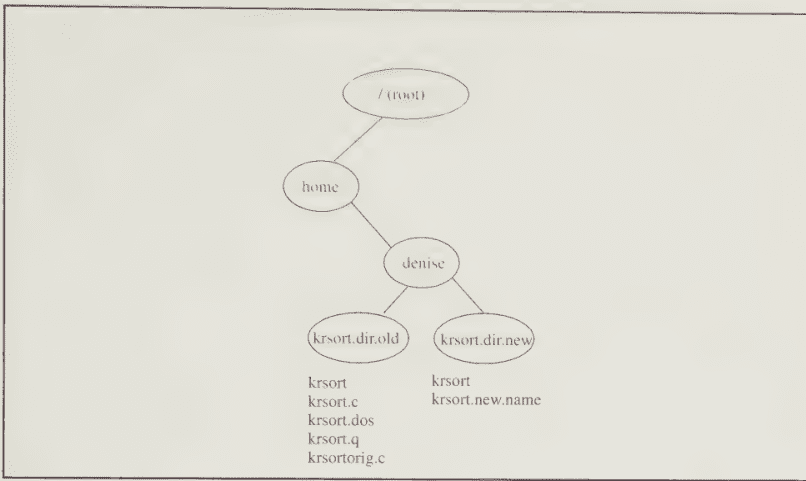 / (root)
home
denise
krsort.dir.old
krsort.dir.new
krsort
krsort.c
krsort.dos
krsort.q
krsortorig.c
krsort
krsort.new.name